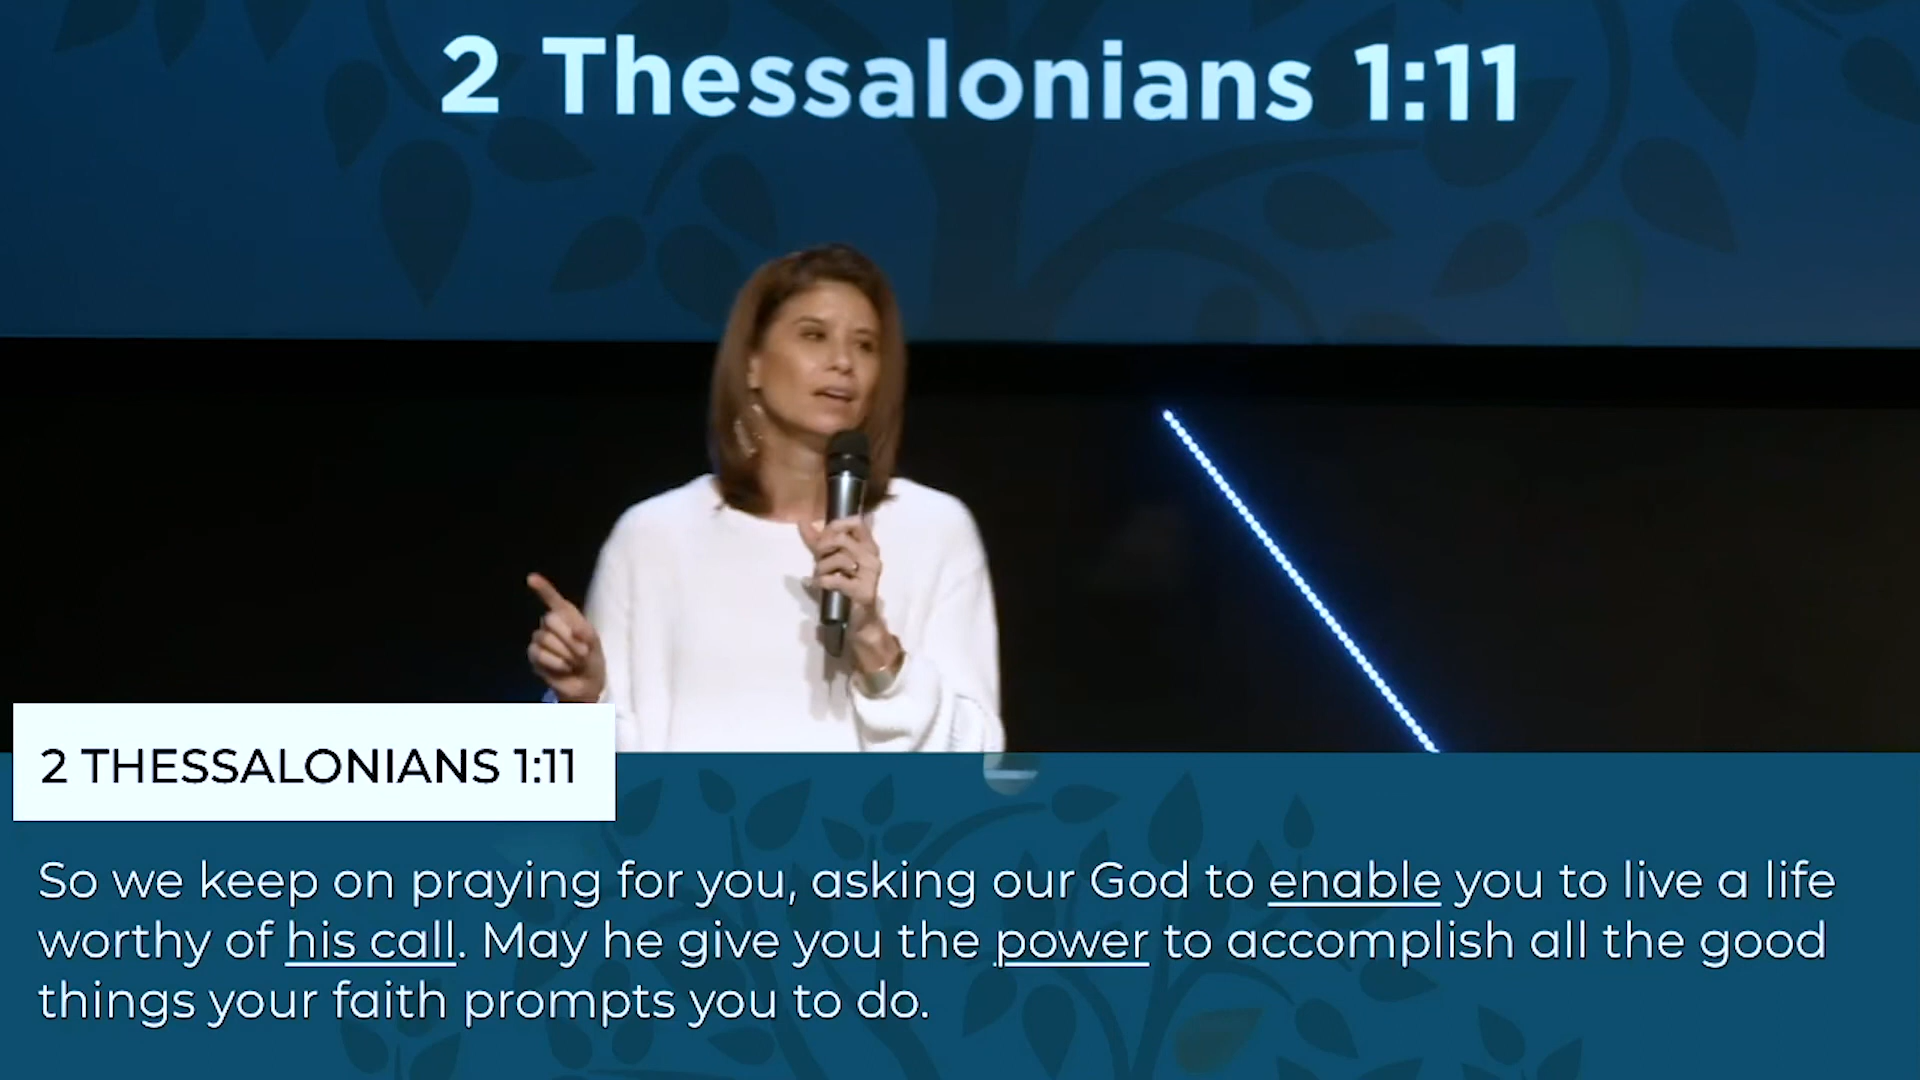 2 Thessalonians 1:11
2 THESSALONIANS 1:11
So we keep on praying for you, asking our God to enable you to live a life
worthy of his call. May he give you the power to accomplish all the good
things your faith prompts you to do.